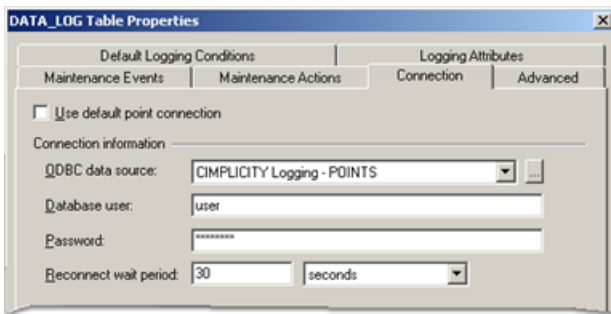 DATA_LOG Table Properties
Default Logging Conditions Logging Attributes
Maintenance Events Maintenance Actions Connection Advanced
Use default point connection
Connection information
ODBC data source: CIMPLICITY Logging - POINTS ...
Database user: user
Password: ********
Reconnect wait period: 30 seconds